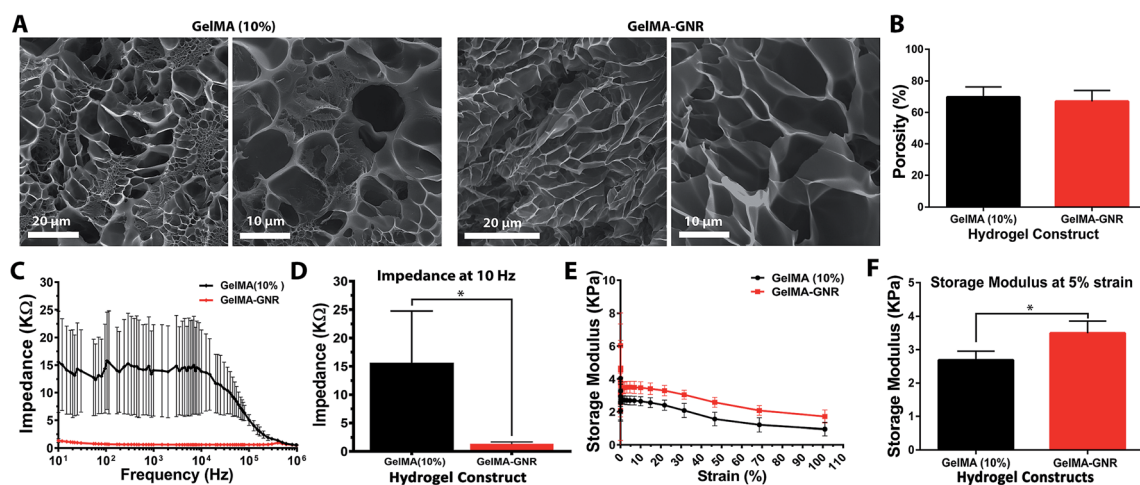 A
GelMA (10%)
GelMA-GNR
20 µm
10 µm
20 µm
10 µm
B
Porosity (%)
100
80
60
40
20
0
GelMA (10%)
GelMA-GNR
Hydrogel Construct
C
Impedance (KΩ)
30
25
20
15
10
5
0
10¹
10²
10³
10⁴
10⁵
10⁶
Frequency (Hz)
GelMA(10% )
GelMA-GNR
D
Impedance at 10 Hz
*
Impedance (KΩ)
30
25
20
15
10
5
0
GelMA(10%)
GelMA-GNR
Hydrogel Construct
E
Storage Modulus (KPa)
10
8
6
4
2
0
0
10
20
30
40
50
60
70
80
90
100
110
Strain (%)
GelMA (10%)
GelMA-GNR
F
Storage Modulus at 5% strain
*
Storage Modulus (KPa)
5
4
3
2
1
0
GelMA (10%)
GelMA-GNR
Hydrogel Constructs